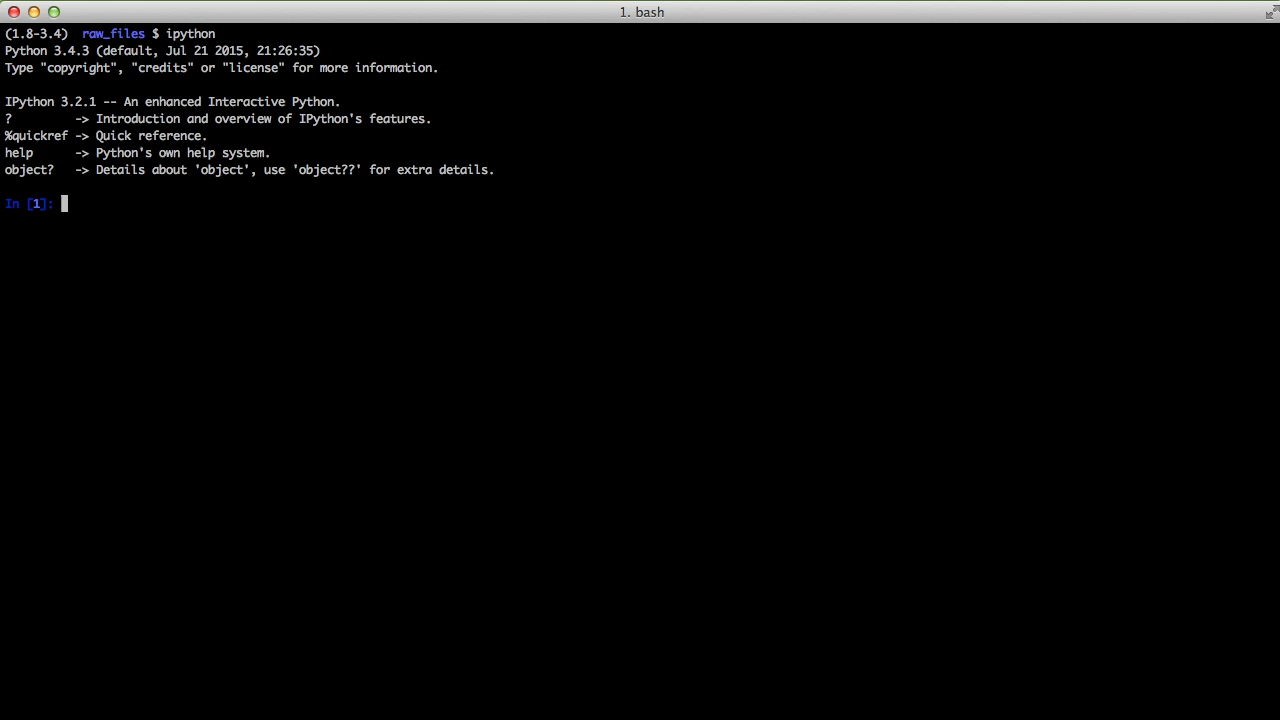 1. bash
(1.8-3.4)  raw_files $ ipython
Python 3.4.3 (default, Jul 21 2015, 21:26:35)
Type "copyright", "credits" or "license" for more information.
IPython 3.2.1 -- An enhanced Interactive Python.
?         -> Introduction and overview of IPython's features.
%quickref -> Quick reference.
help      -> Python's own help system.
object?   -> Details about 'object', use 'object??' for extra details.
In [1]: